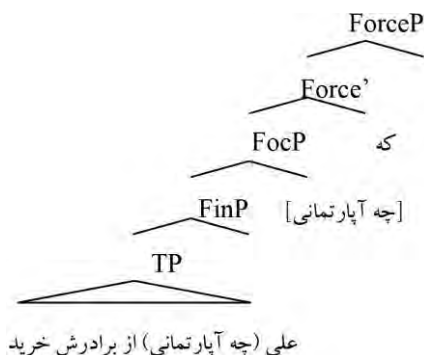 ForceP
Force’
FocP
که
FinP
[چه آپارتمانی]
TP
علی (چه آپارتمانی) از برادرش خرید